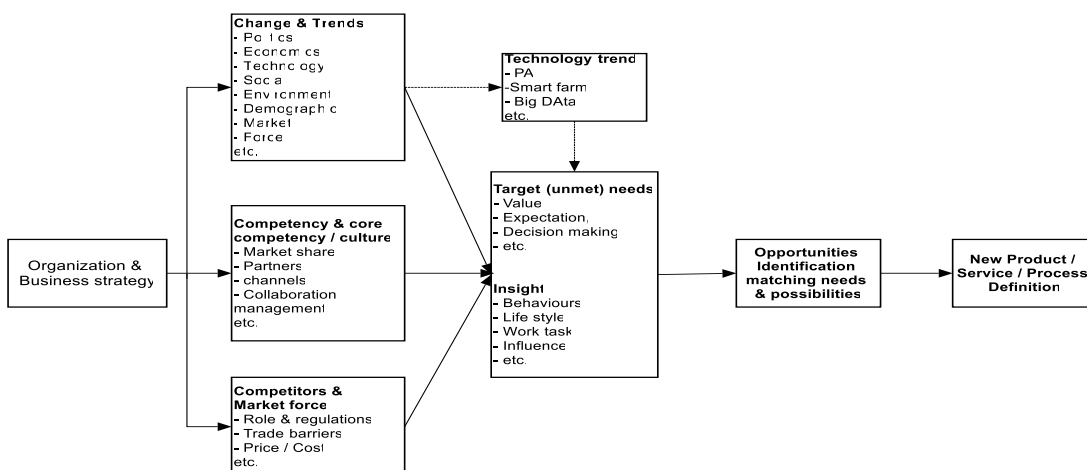 Organization &
Business strategy
Change & Trends
- Politics
- Economics
- Technology
- Social
- Environment
- Demographic
- Market
- Force
etc.
Competency & core
competency / culture
- Market share
- Partners
- channels
- Collaboration
management
etc.
Competitors &
Market force
- Role & regulations
- Trade barriers
- Price / Cost
etc.
Technology trend
- PA
-Smart farm
- Big DAta
etc.
Target (unmet) needs
- Value
- Expectation,
- Decision making
- etc.
Insight
- Behaviours
- Life style
- Work task
- Influence
- etc.
Opportunities
Identification
matching needs
& possibilities
New Product /
Service / Process
Definition